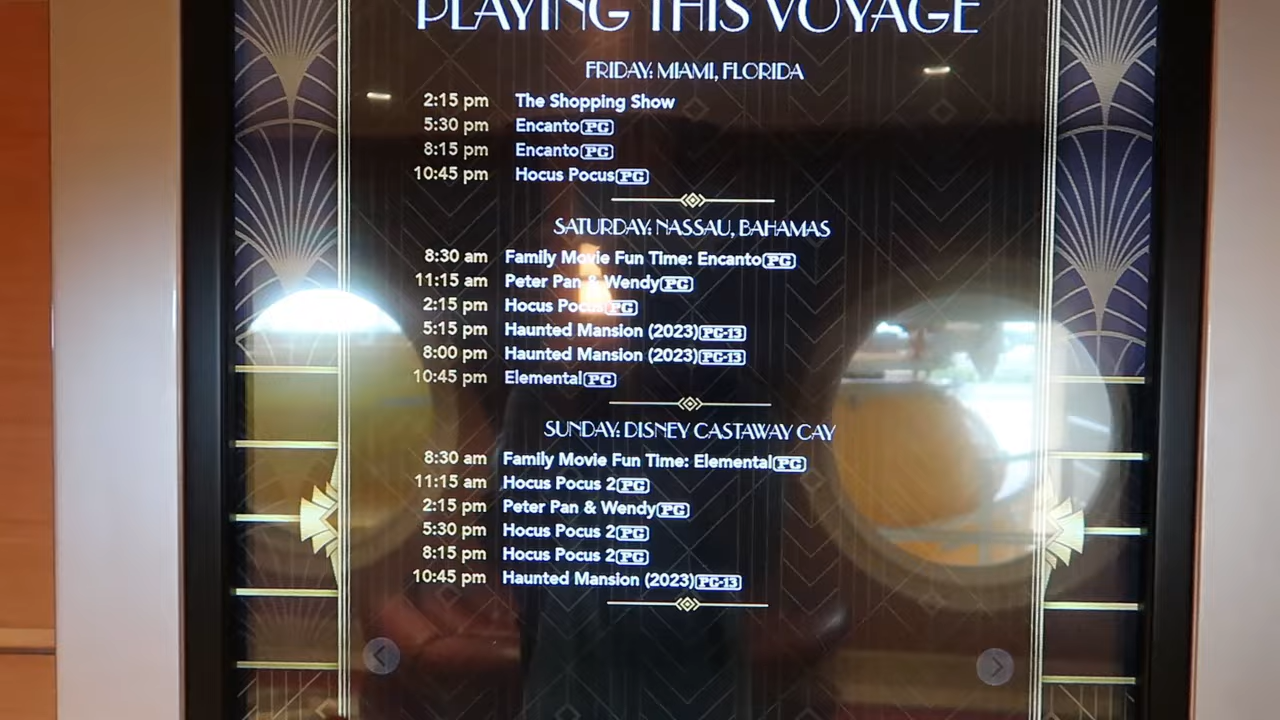 PLAYING THIS VOYAGE
FRIDAY: MIAMI, FLORIDA
2:15 pm The Shopping Show
5:30 pm Encanto PG
8:15 pm Encanto PG
10:45 pm Hocus Pocus PG
SATURDAY: NASSAU, BAHAMAS
8:30 am Family Movie Fun Time: Encanto PG
11:15 am Peter Pan & Wendy PG
2:15 pm Hocus Pocus PG
5:15 pm Haunted Mansion (2023) PG-13
8:00 pm Haunted Mansion (2023) PG-13
10:45 pm Elemental PG
SUNDAY: DISNEY CASTAWAY CAY
8:30 am Family Movie Fun Time: Elemental PG
11:15 am Hocus Pocus 2 PG
2:15 pm Peter Pan & Wendy PG
5:30 pm Hocus Pocus 2 PG
8:15 pm Hocus Pocus 2 PG
10:45 pm Haunted Mansion (2023) PG-13